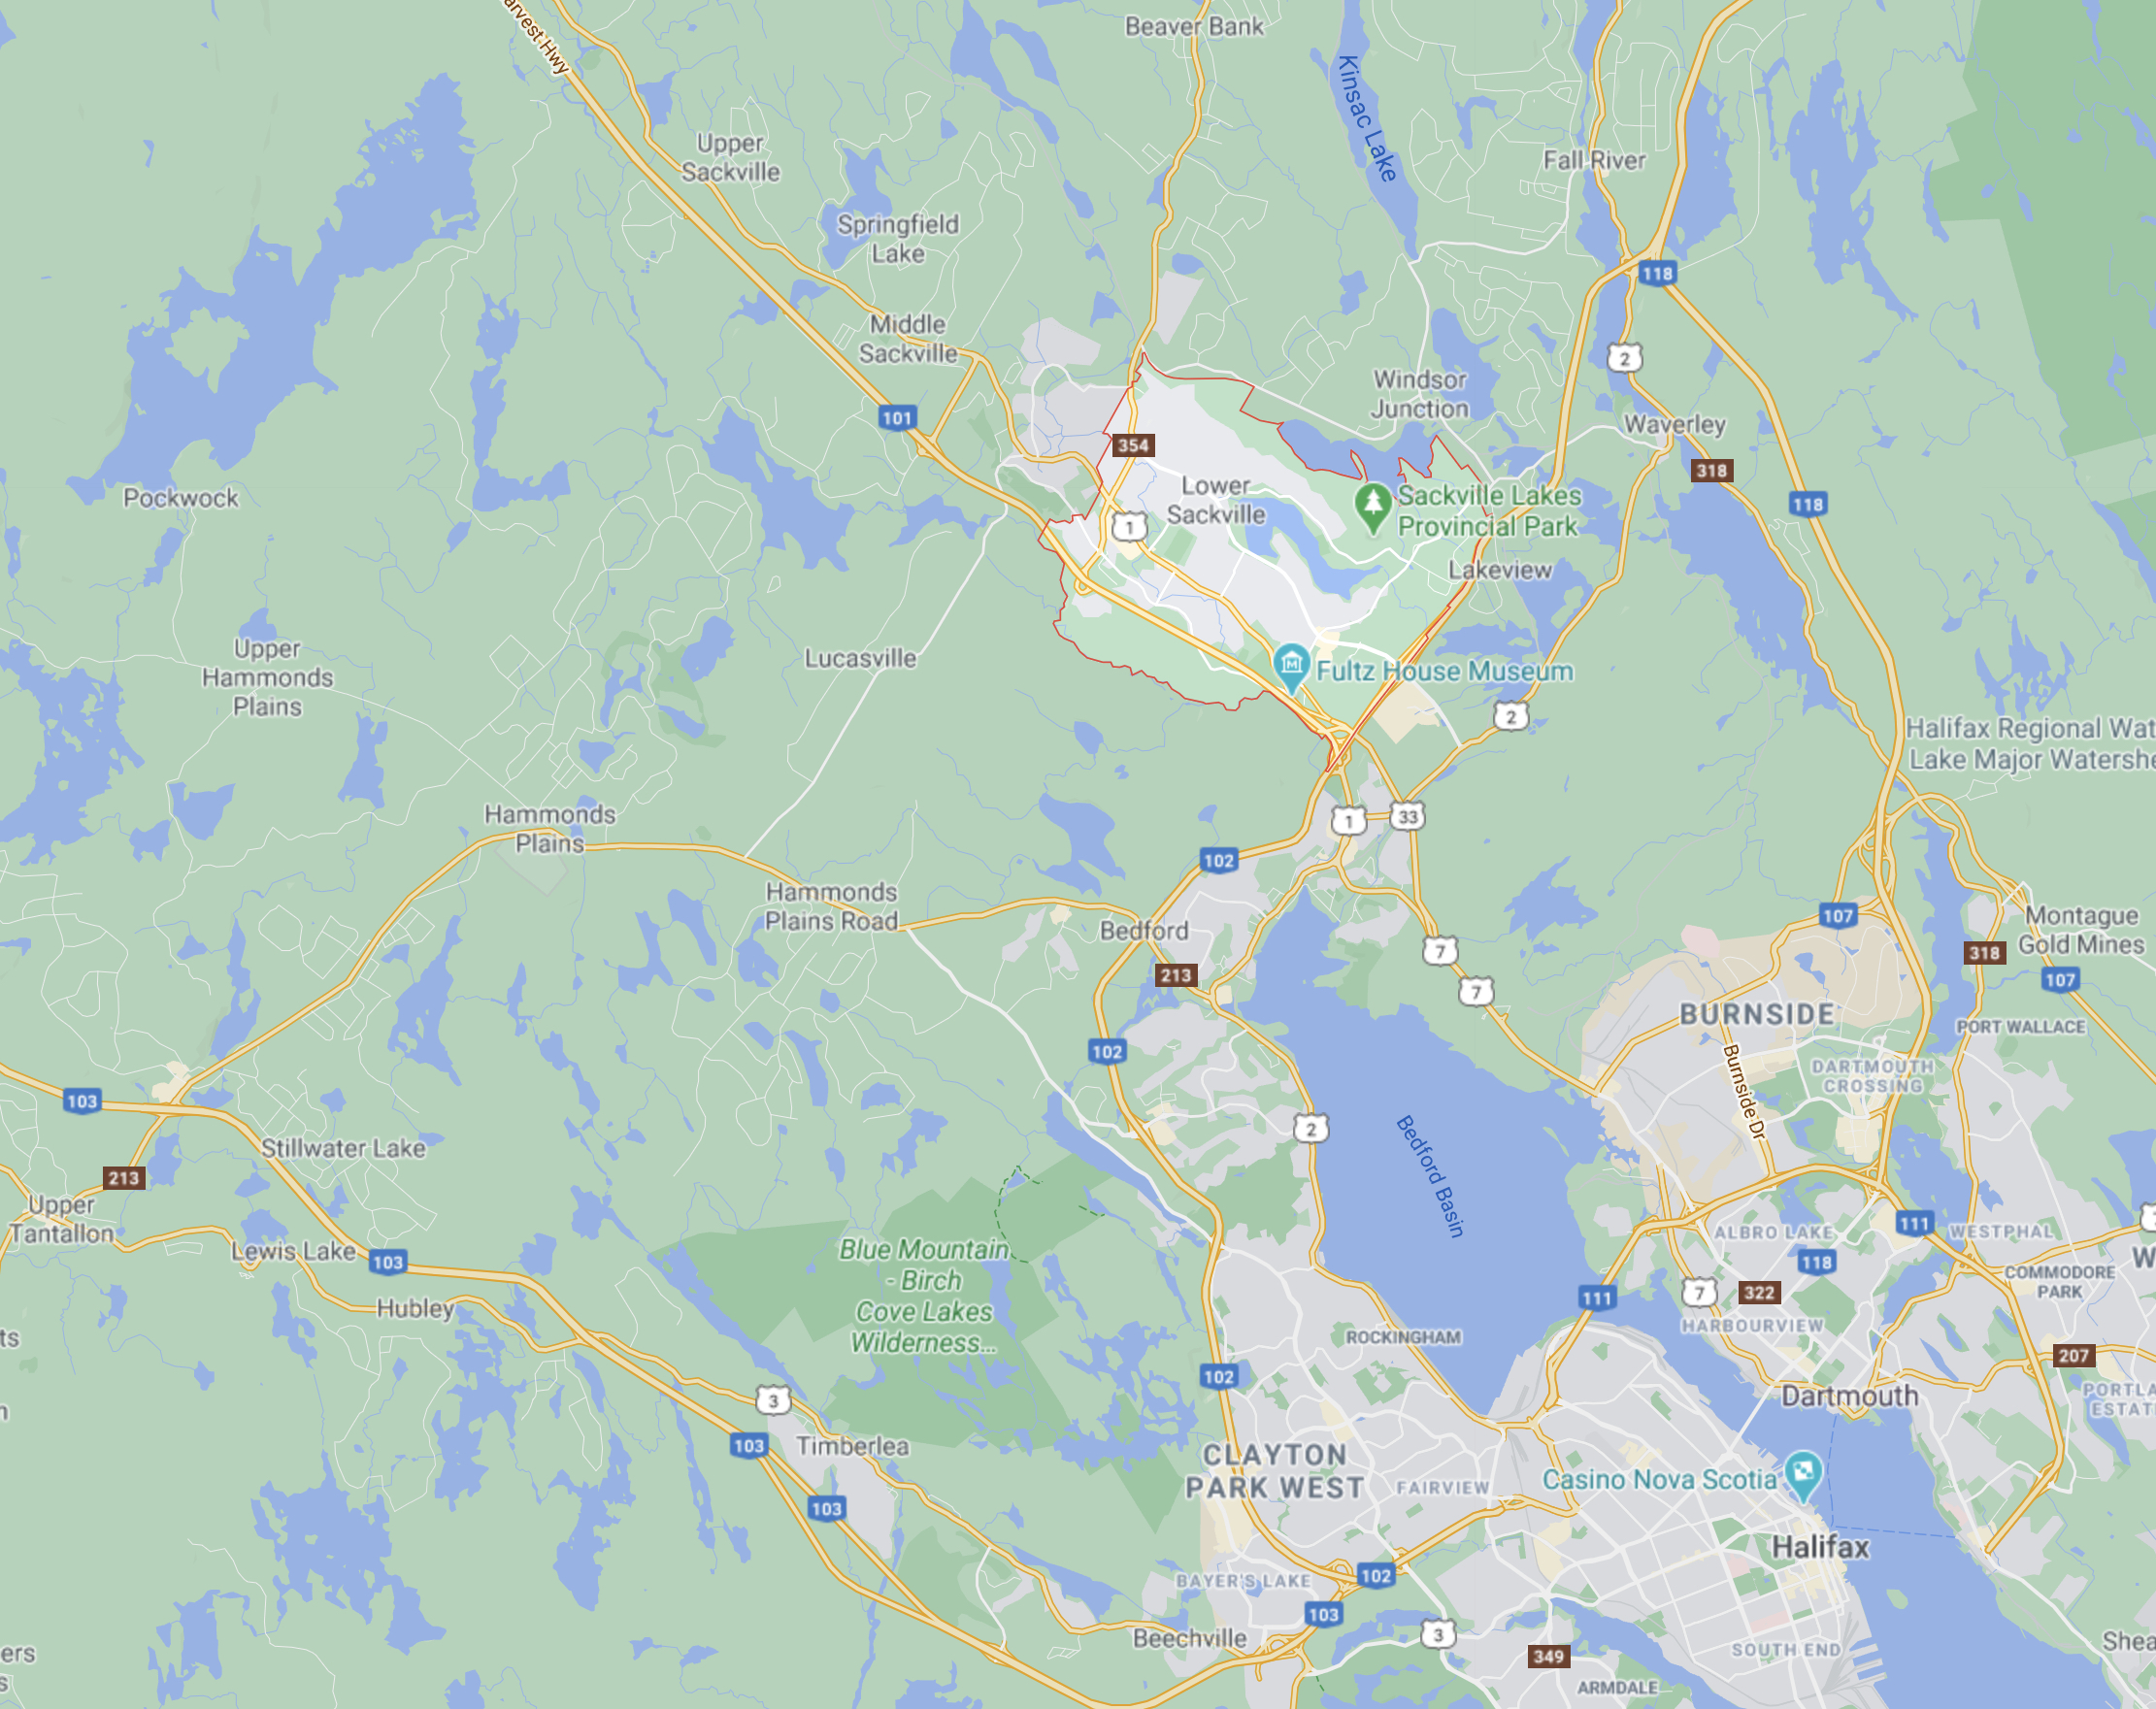 Beaver Bank
arvest Hwy
Kinsac Lake
Upper
Sackville
Fall River
Springfield
Lake
118
Middle
Sackville
2
Windsor
Junction
101
Waverley
354
318
Pockwock
Lower
Sackville
Sackville Lakes
Provincial Park
118
1
Lakeview
Upper
Hammonds
Plains
Lucasville
Fultz House Museum
2
Halifax Regional Wat
Lake Major Watershe
Hammonds
Plains
1
33
102
Hammonds
Plains Road
Bedford
107
Montague
Gold Mines
7
318
213
107
7
BURNSIDE
PORT WALLACE
102
Burnside Dr
DARTMOUTH
CROSSING
103
2
Stillwater Lake
Bedford Basin
213
Upper
Tantallon
ALBRO LAKE
111
WESTPHAL
Lewis Lake
103
Blue Mountain
- Birch
Cove Lakes
Wilderness...
118
W
COMMODORE
PARK
Hubley
111
7
322
HARBOURVIEW
ts
ROCKINGHAM
207
102
3
Dartmouth
PORTLA
ESTAT
103
Timberlea
CLAYTON
PARK WEST
FAIRVIEW
Casino Nova Scotia
103
Halifax
BAYER'S LAKE
102
103
Beechville
3
349
SOUTH END
Shea
ers
s
ARMDALE